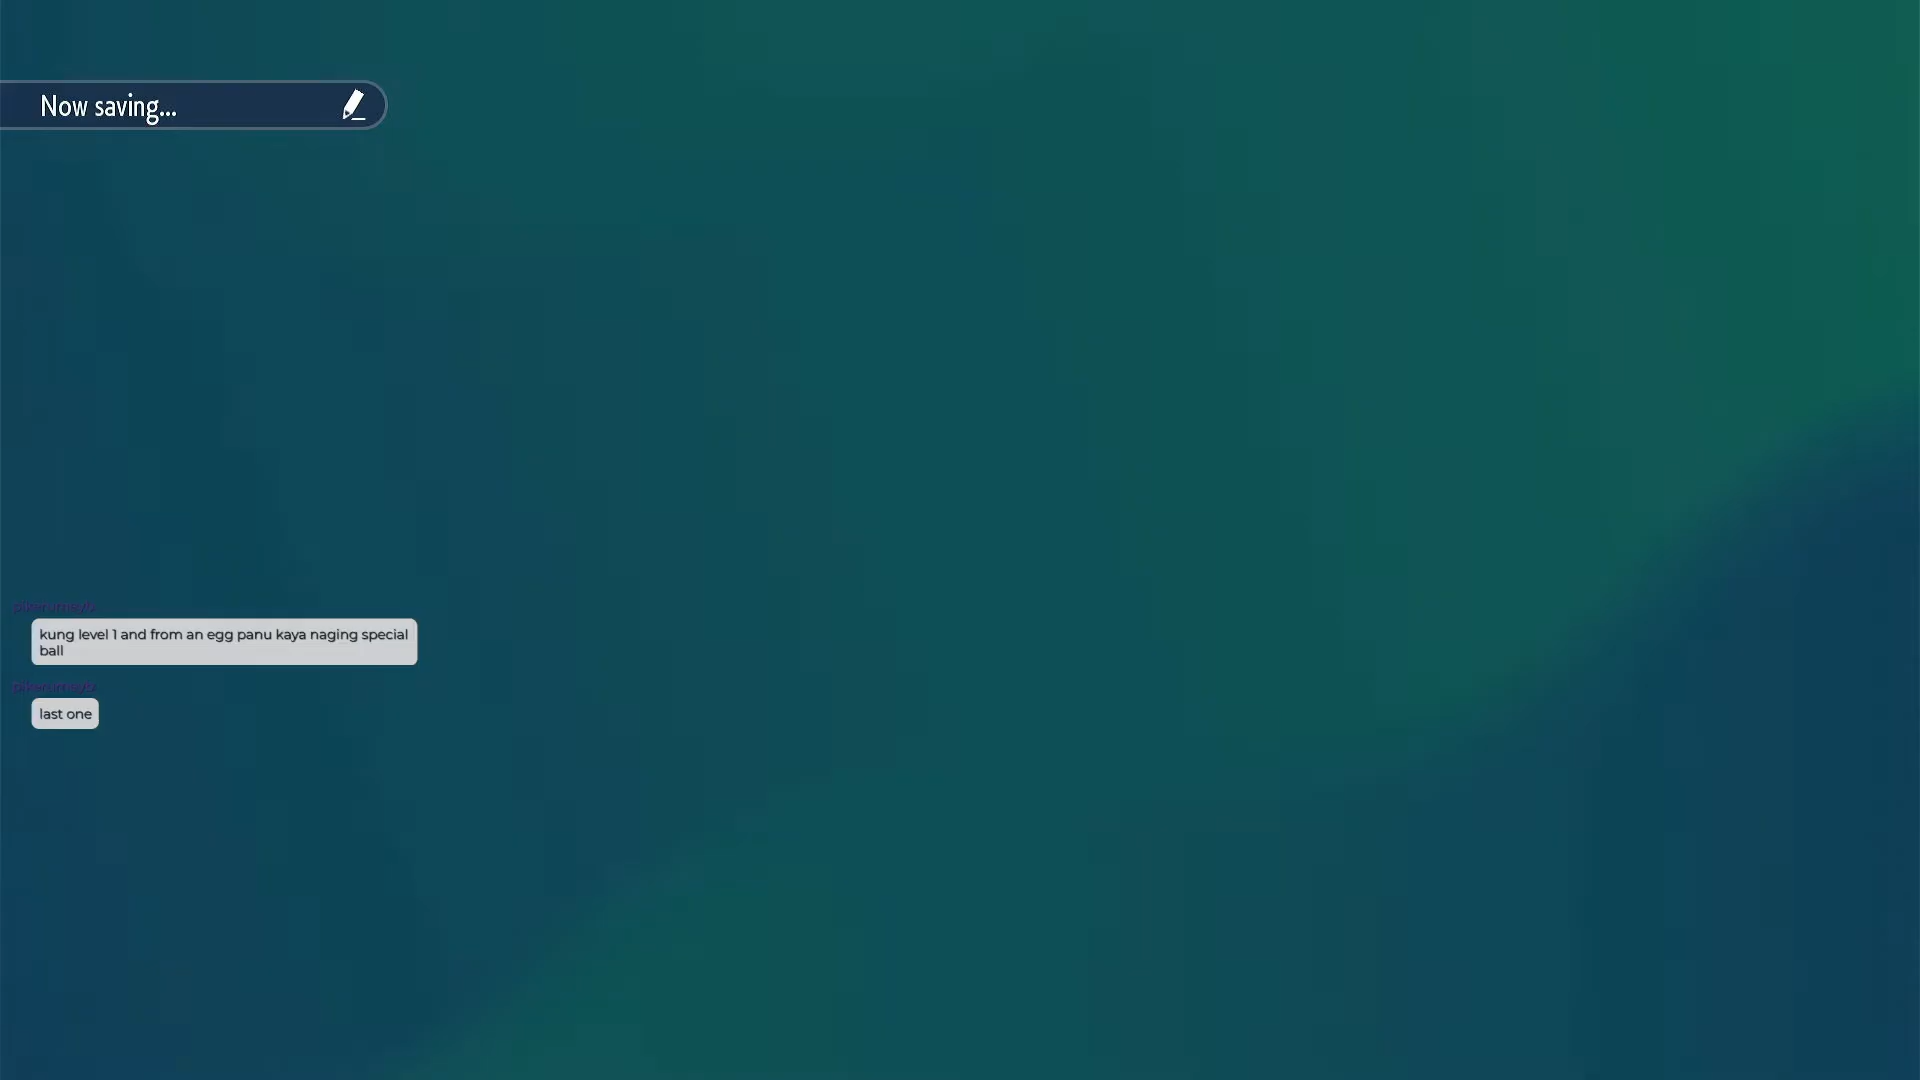 Now saving...
kung level 1 and from an egg panu kaya naging special
ball
last one